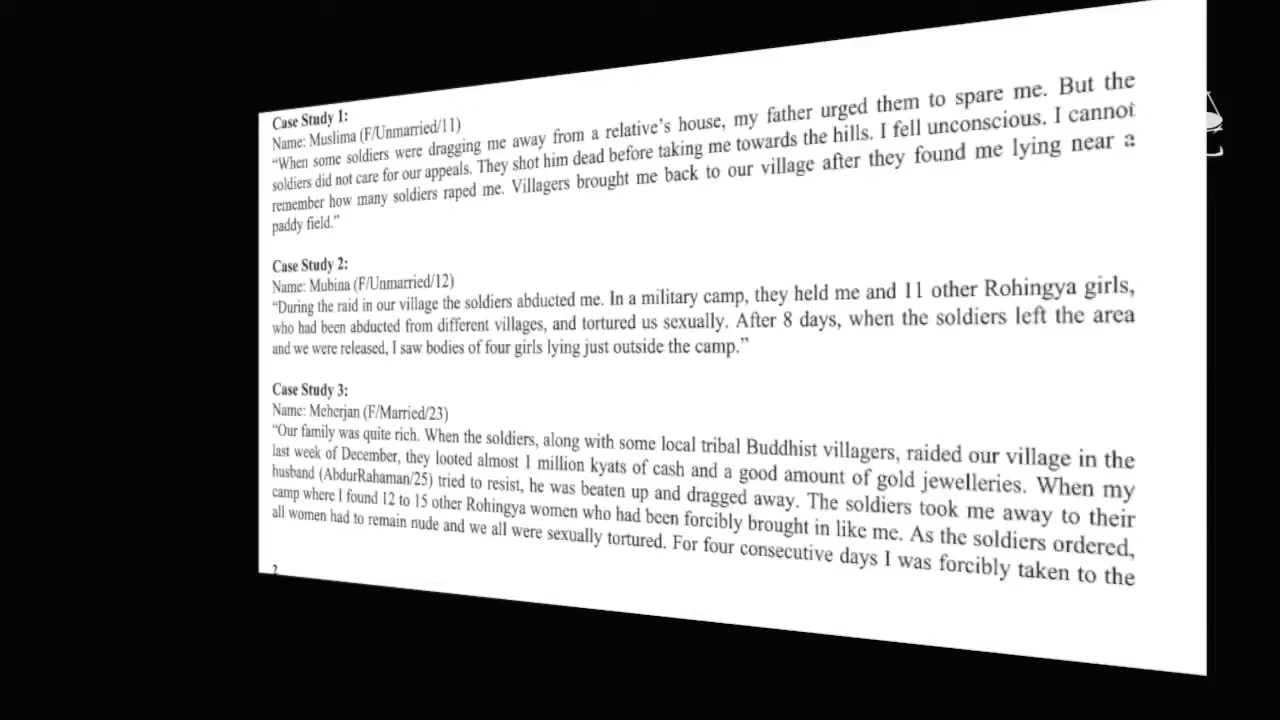 Case Study 1:
Name: Muslima (F/Unmarried/11)
“When some soldiers were dragging me away from a relative’s house, my father urged them to spare me. But the
soldiers did not care for our appeals. They shot him dead before taking me towards the hills. I fell unconscious. I cannot
remember how many soldiers raped me. Villagers brought me back to our village after they found me lying near a
paddy field.”
Case Study 2:
Name: Mubina (F/Unmarried/12)
“During the raid in our village the soldiers abducted me. In a military camp, they held me and 11 other Rohingya girls,
who had been abducted from different villages, and tortured us sexually. After 8 days, when the soldiers left the area
and we were released, I saw bodies of four girls lying just outside the camp.”
Case Study 3:
Name: Meherjan (F/Married/23)
“Our family was quite rich. When the soldiers, along with some local tribal Buddhist villagers, raided our village in the
last week of December, they looted almost 1 million kyats of cash and a good amount of gold jewelleries. When my
husband (AbdurRahaman/25) tried to resist, he was beaten up and dragged away. The soldiers took me away to their
camp where I found 12 to 15 other Rohingya women who had been forcibly brought in like me. As the soldiers ordered,
all women had to remain nude and we all were sexually tortured. For four consecutive days I was forcibly taken to the